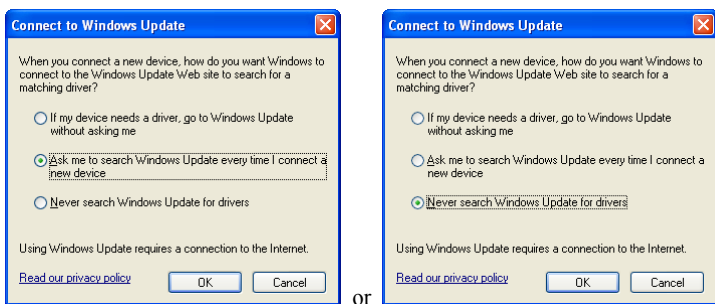 Connect to Windows Update
When you connect a new device, how do you want Windows to
connect to the Windows Update Web site to search for a
matching driver?
If my device needs a driver, go to Windows Update
without asking me
Ask me to search Windows Update every time I connect a
new device
Never search Windows Update for drivers
Using Windows Update requires a connection to the Internet.
Read our privacy policy
OK
Cancel
or
Connect to Windows Update
When you connect a new device, how do you want Windows to
connect to the Windows Update Web site to search for a
matching driver?
If my device needs a driver, go to Windows Update
without asking me
Ask me to search Windows Update every time I connect a
new device
Never search Windows Update for drivers
Using Windows Update requires a connection to the Internet.
Read our privacy policy
OK
Cancel